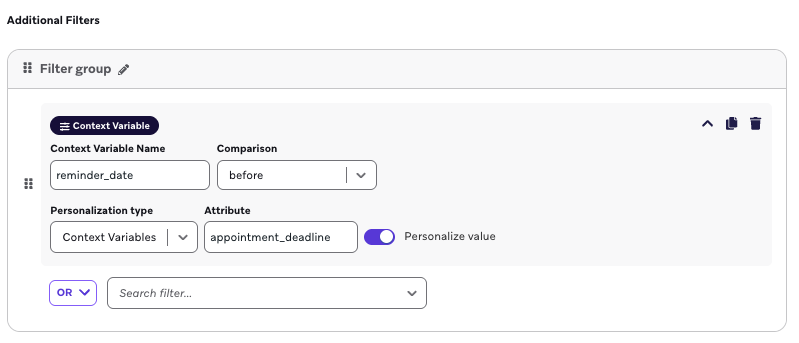 Additional Filters
Filter group
Context Variable
Context Variable Name Comparison
reminder_date before
Personalization type Attribute
Context Variables appointment_deadline Personalize value
OR Search filter...